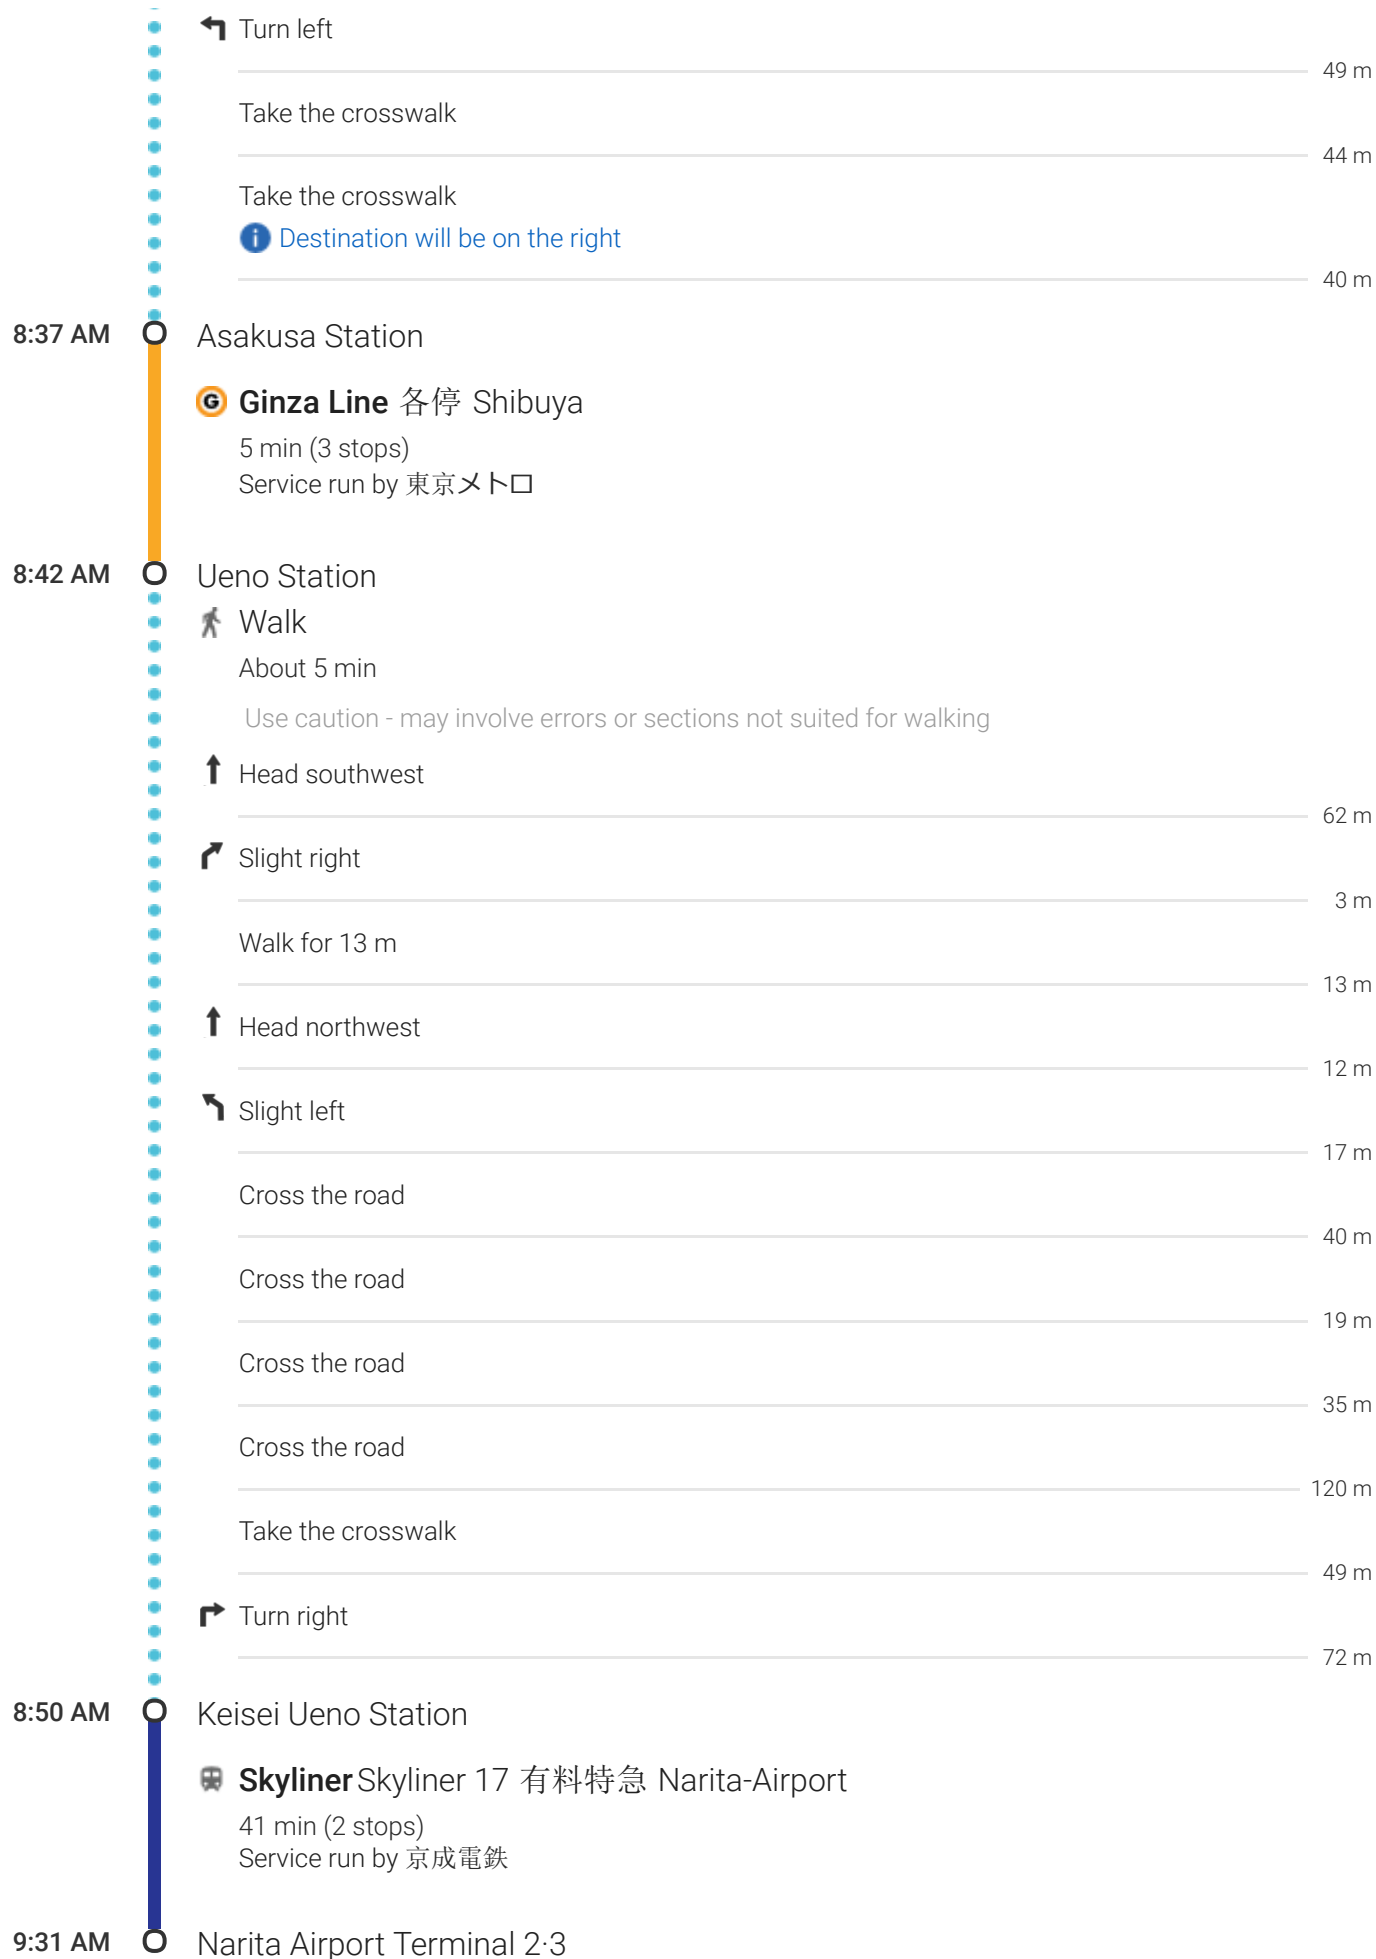 Turn left
49 m
Take the crosswalk
44 m
Take the crosswalk
Destination will be on the right
40 m
8:37 AM Asakusa Station
G Ginza Line 各停 Shibuya
5 min (3 stops)
Service run by 東京メトロ
8:42 AM Ueno Station
Walk
About 5 min
Use caution - may involve errors or sections not suited for walking
Head southwest
62 m
Slight right
3 m
Walk for 13 m
13 m
Head northwest
12 m
Slight left
17 m
Cross the road
40 m
Cross the road
19 m
Cross the road
35 m
Cross the road
120 m
Take the crosswalk
49 m
Turn right
72 m
8:50 AM Keisei Ueno Station
Skyliner Skyliner 17 有料特急 Narita-Airport
41 min (2 stops)
Service run by 京成電鉄
9:31 AM Narita Airport Terminal 2·3